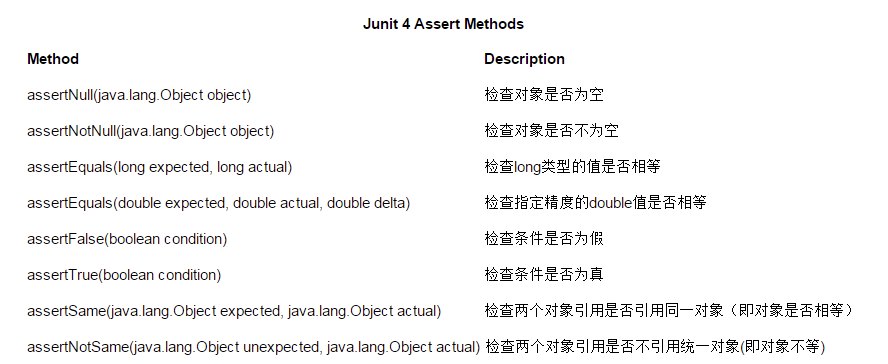 Junit 4 Assert Methods
Method Description
assertNull(java.lang.Object object) 检查对象是否为空
assertNotNull(java.lang.Object object) 检查对象是否不为空
assertEquals(long expected, long actual) 检查long类型的值是否相等
assertEquals(double expected, double actual, double delta) 检查指定精度的double值是否相等
assertFalse(boolean condition) 检查条件是否为假
assertTrue(boolean condition) 检查条件是否为真
assertSame(java.lang.Object expected, java.lang.Object actual) 检查两个对象引用是否引用同一对象（即对象是否相等）
assertNotSame(java.lang.Object unexpected, java.lang.Object actual) 检查两个对象引用是否不引用统一对象(即对象不等)